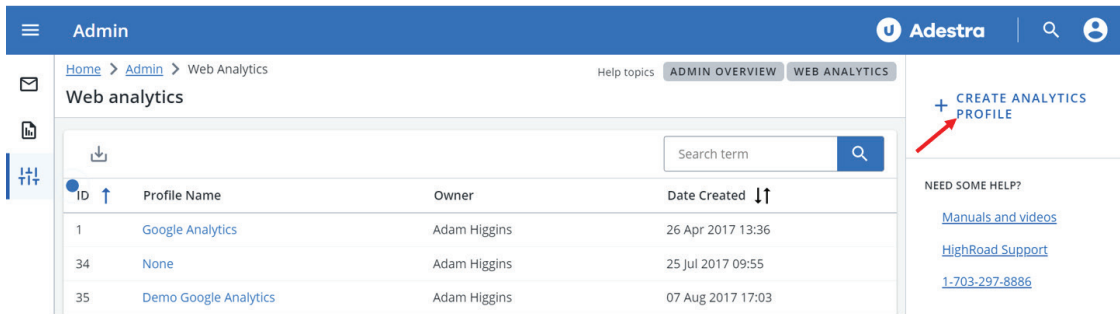 Admin
Adestra
Home > Admin > Web Analytics
Help topics ADMIN OVERVIEW WEB ANALYTICS
Web analytics
+ CREATE ANALYTICS
PROFILE
Search term
ID ↑ Profile Name Owner Date Created ↓↑
1 Google Analytics Adam Higgins 26 Apr 2017 13:36
34 None Adam Higgins 25 Jul 2017 09:55
35 Demo Google Analytics Adam Higgins 07 Aug 2017 17:03
NEED SOME HELP?
Manuals and videos
HighRoad Support
1-703-297-8886